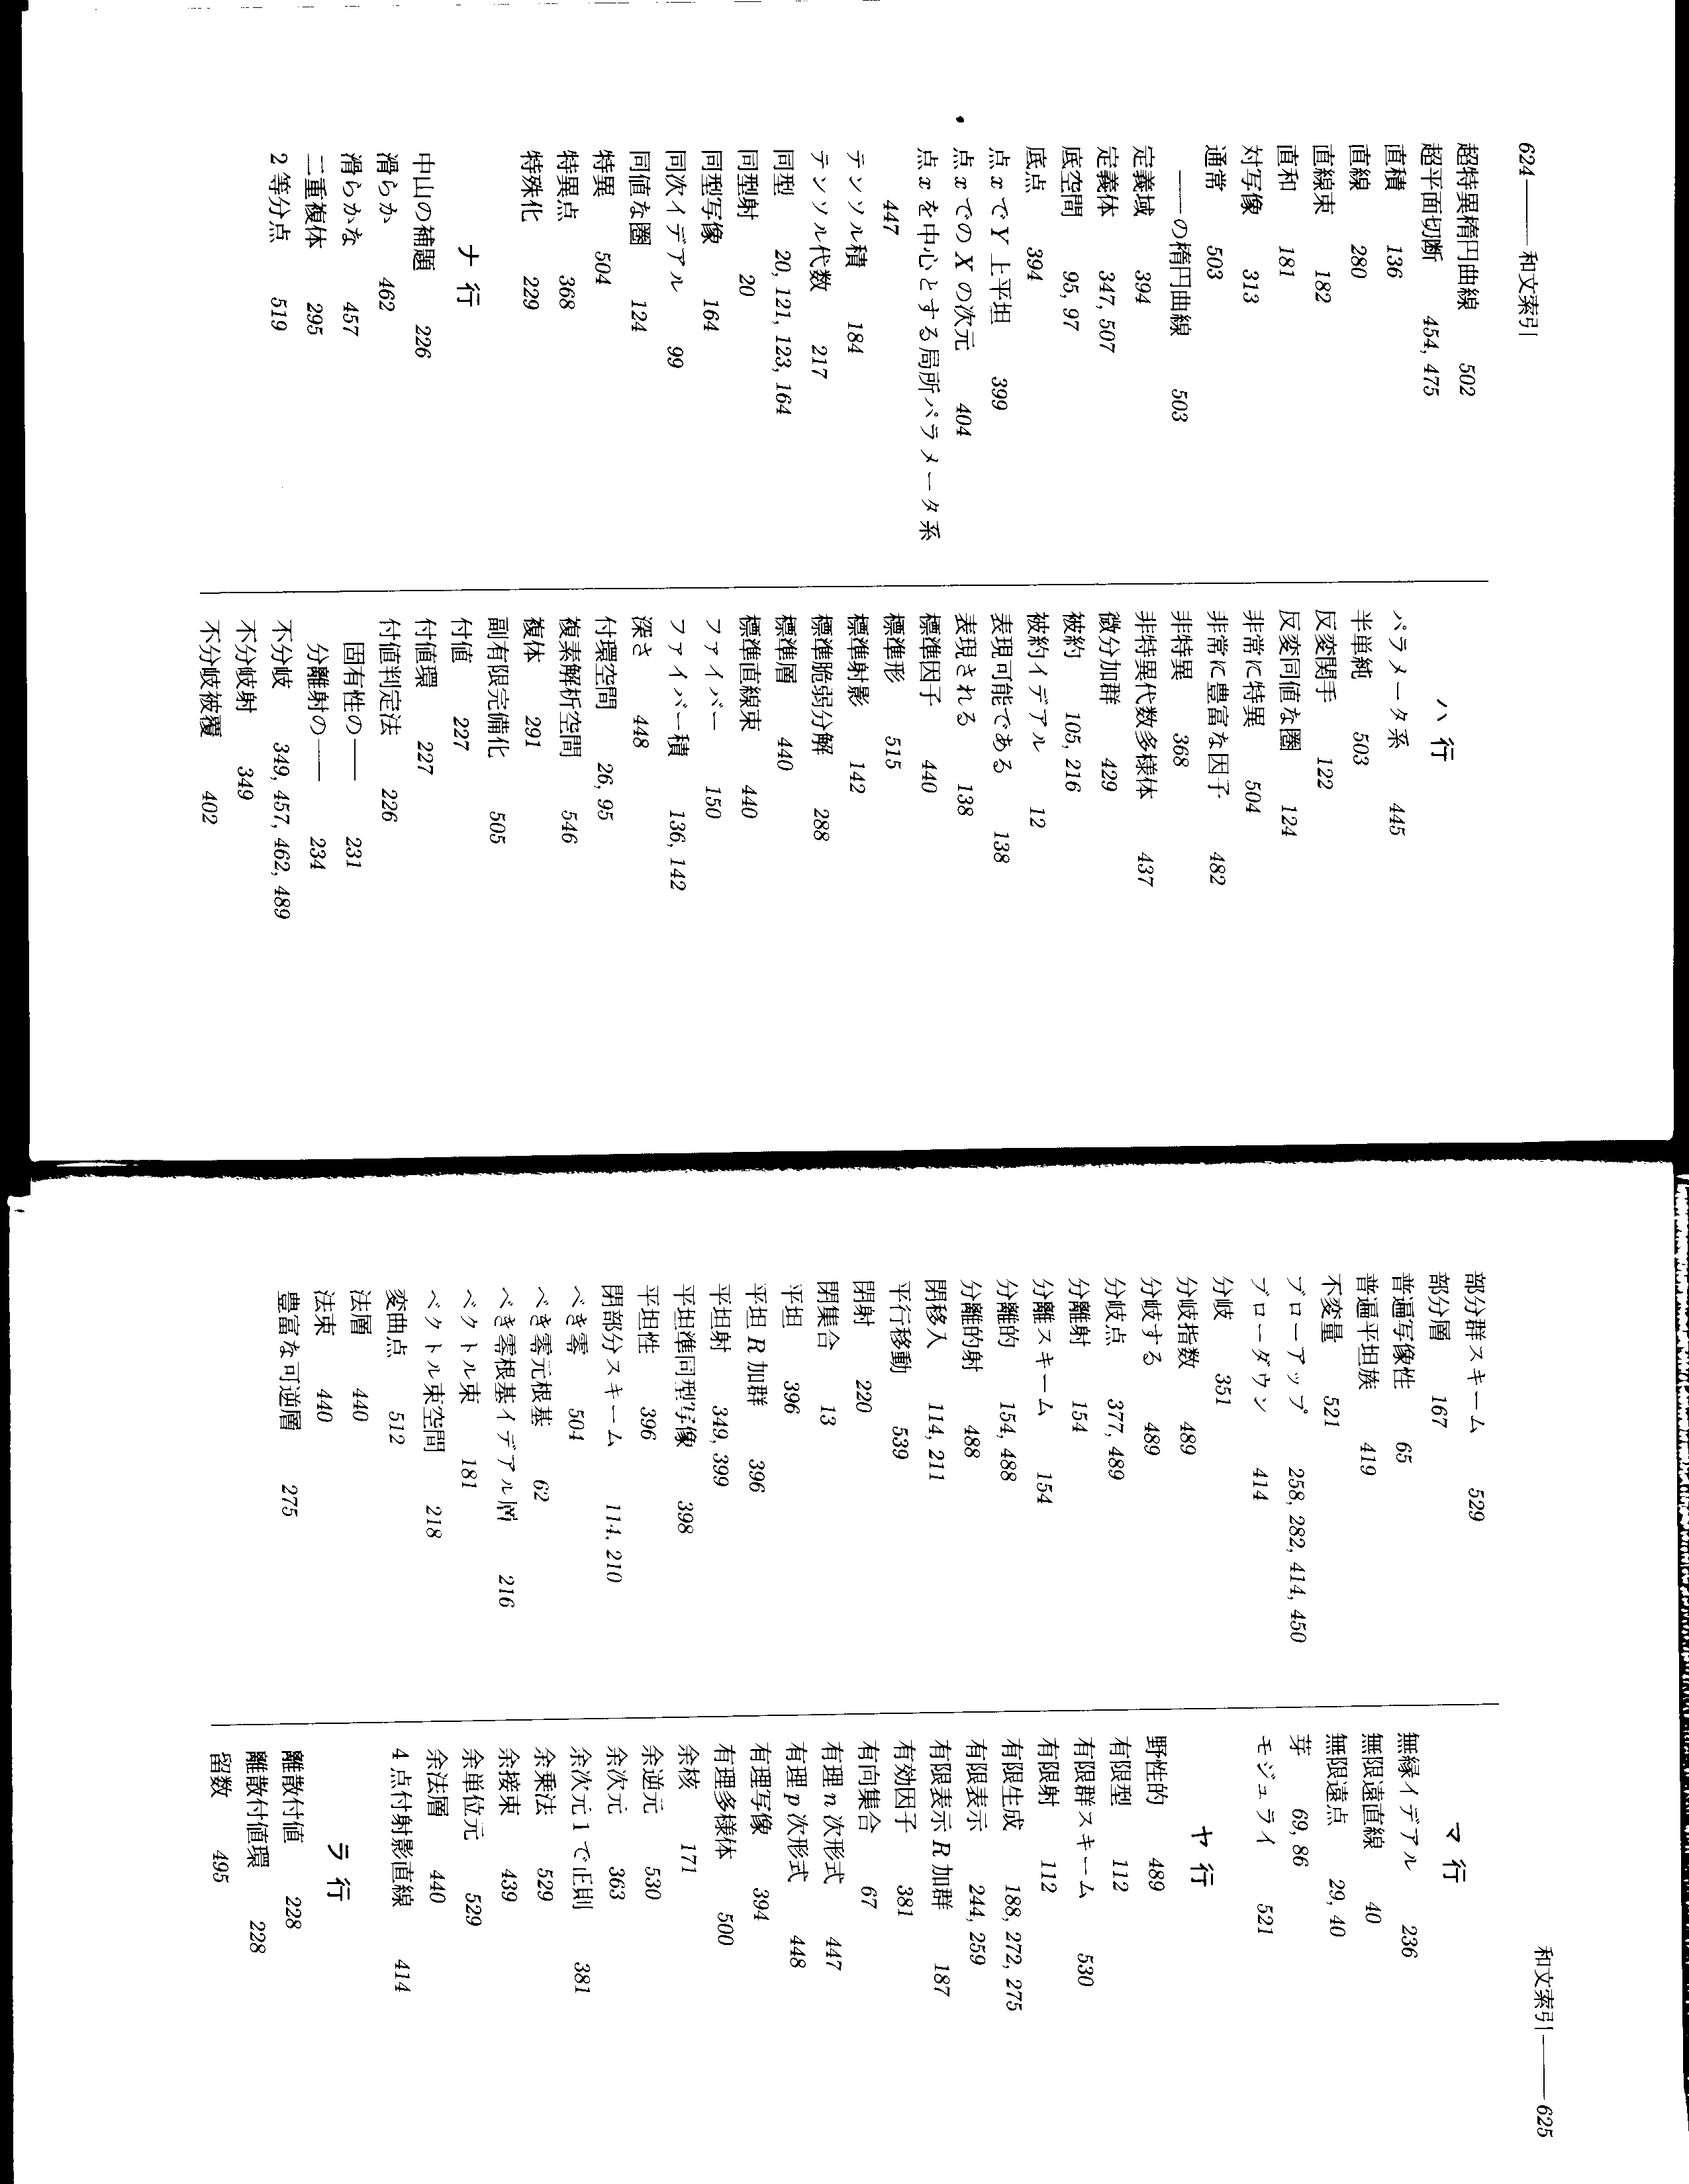 624———和文索引
超特異楕円曲線 502
超平面切断 454, 475
直積 136
直線 280
直線束 182
直和 181
対写像 313
通常 503
——の楕円曲線 503
定義域 394
定義体 347, 507
底空間 95, 97
底点 394
点 x で Y 上平坦 399
点 x での X の次元 404
点 x を中心とする局所パラメータ系
447
テンソル積 184
テンソル代数 217
同型 20, 121, 123, 164
同型射 20
同型写像 164
同次イデアル 99
同値な圏 124
特異 504
特異点 368
特殊化 229
ナ 行
中山の補題 226
滑らか 462
滑らかな 457
二重複体 295
2 等分点 519
ハ 行
パラメータ系 445
半単純 503
反変関手 122
反変同値な圏 124
非常に特異 504
非常に豊富な因子 482
非特異 368
非特異代数多様体 437
微分加群 429
被約 105, 216
被約イデアル 12
表現可能である 138
表現される 138
標準因子 440
標準形 515
標準射影 142
標準脆弱分解 288
標準層 440
標準直線束 440
ファイバー 150
ファイバー積 136, 142
深さ 448
付環空間 26, 95
複素解析空間 546
複体 291
副有限完備化 505
付値 227
付値環 227
付値判定法 226
固有性の—— 231
分離射の—— 234
不分岐 349, 457, 462, 489
不分岐射 349
不分岐被覆 402
和文索引———625
部分群スキーム 529
部分層 167
普遍写像性 65
普遍平坦族 419
不変量 521
ブローアップ 258, 282, 414, 450
ブローダウン 414
分岐 351
分岐指数 489
分岐する 489
分岐点 377, 489
分離射 154
分離スキーム 154
分離的 154, 488
分離的射 488
閉移入 114, 211
平行移動 539
閉射 220
閉集合 13
平坦 396
平坦 R 加群 396
平坦射 349, 399
平坦準同型写像 398
平坦性 396
閉部分スキーム 114, 210
べき零 504
べき零元根基 62
べき零根基イデアル層 216
ベクトル束 181
ベクトル束空間 218
変曲点 512
法層 440
法束 440
豊富な可逆層 275
マ 行
無縁イデアル 236
無限遠直線 40
無限遠点 29, 40
芽 69, 86
モジュライ 521
ヤ 行
野性的 489
有限型 112
有限群スキーム 530
有限射 112
有限生成 188, 272, 275
有限表示 244, 259
有限表示 R 加群 187
有効因子 381
有向集合 67
有理 n 次形式 447
有理 p 次形式 448
有理写像 394
有理多様体 500
余核 171
余逆元 530
余次元 363
余次元 1 で正則 381
余乗法 529
余接束 439
余単位元 529
余法層 440
4 点付射影直線 414
ラ 行
離散付値 228
離散付値環 228
留数 495